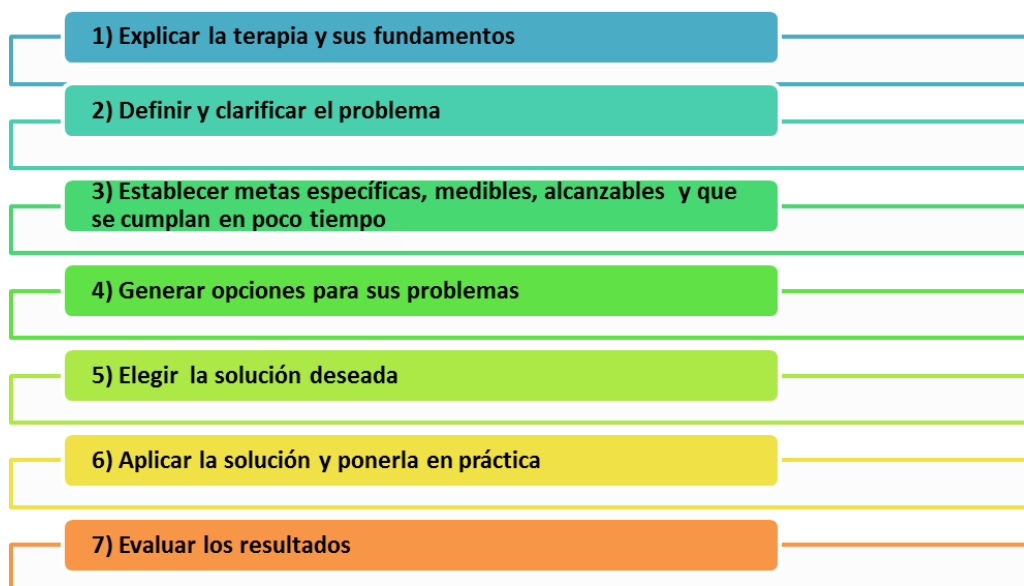 1) Explicar la terapia y sus fundamentos
2) Definir y clarificar el problema
3) Establecer metas específicas, medibles, alcanzables y que
se cumplan en poco tiempo
4) Generar opciones para sus problemas
5) Elegir la solución deseada
6) Aplicar la solución y ponerla en práctica
7) Evaluar los resultados